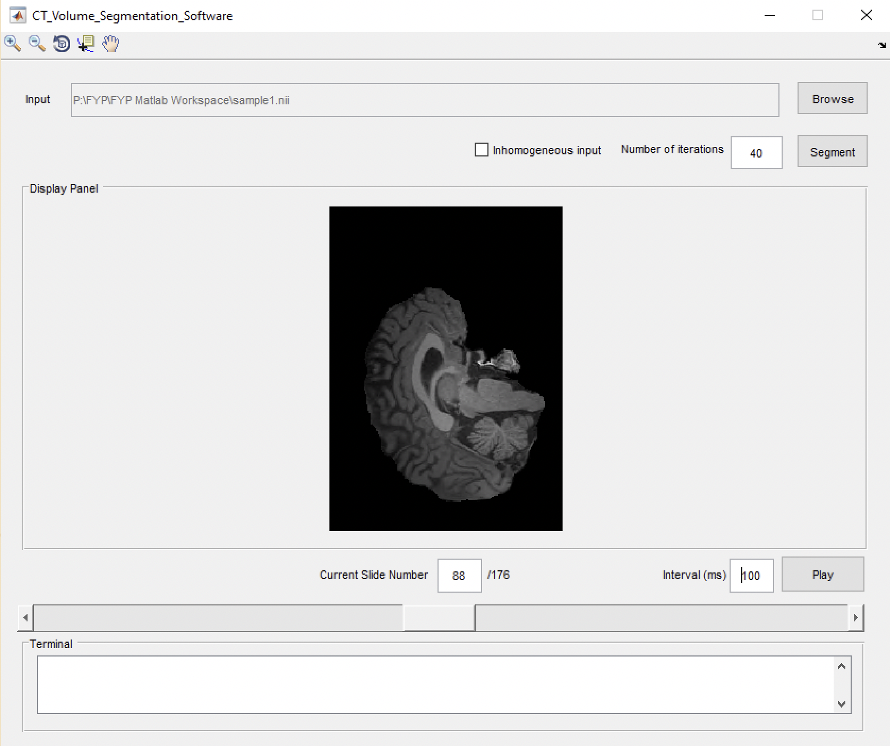 CT_Volume_Segmentation_Software
Input
P:\FYP\FYP Matlab Workspace\sample1.nii
Browse
Inhomogeneous input
Number of iterations
40
Segment
Display Panel
Current Slide Number
88
/176
Interval (ms)
100
Play
Terminal